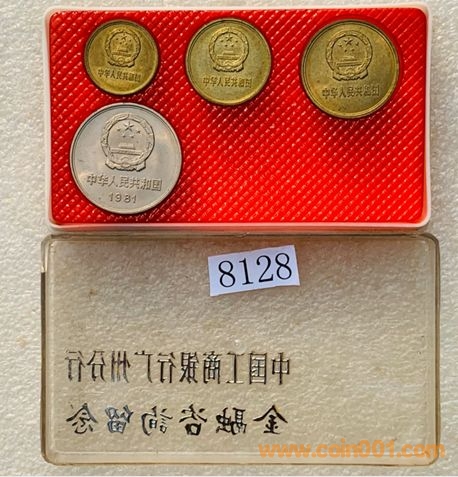 中华人民共和国
中华人民共和国
中华人民共和国
中华人民共和国
1981
8128
中国工商银行广州分行
金融咨询留念
www.coin001.com